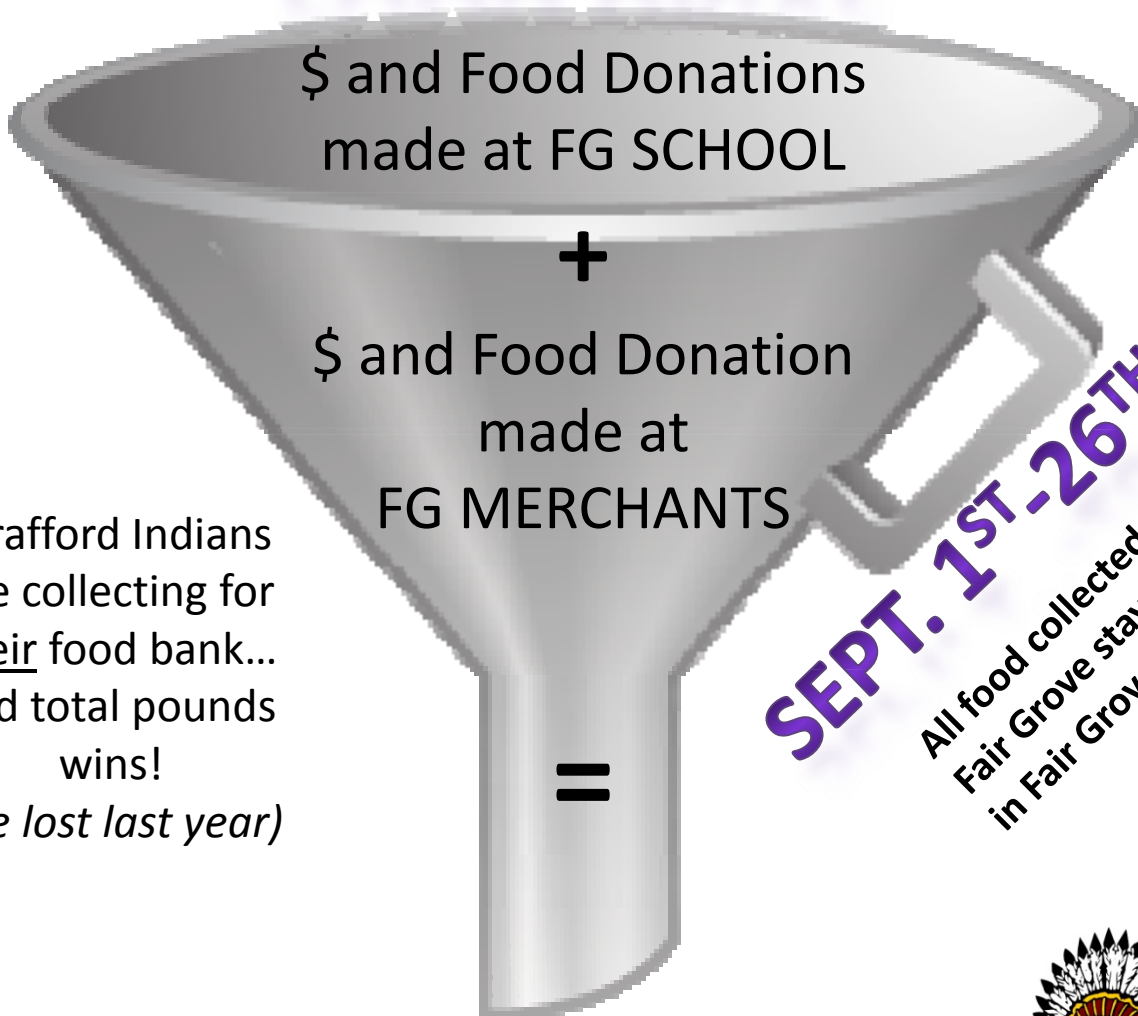 $ and Food Donations
made at FG SCHOOL
+
$ and Food Donation
made at
FG MERCHANTS
rafford Indians
e collecting for
eir food bank…
d total pounds
wins!
e lost last year)
=
SEPT. 1ST-26TH
All food collected
Fair Grove stay
in Fair Grov